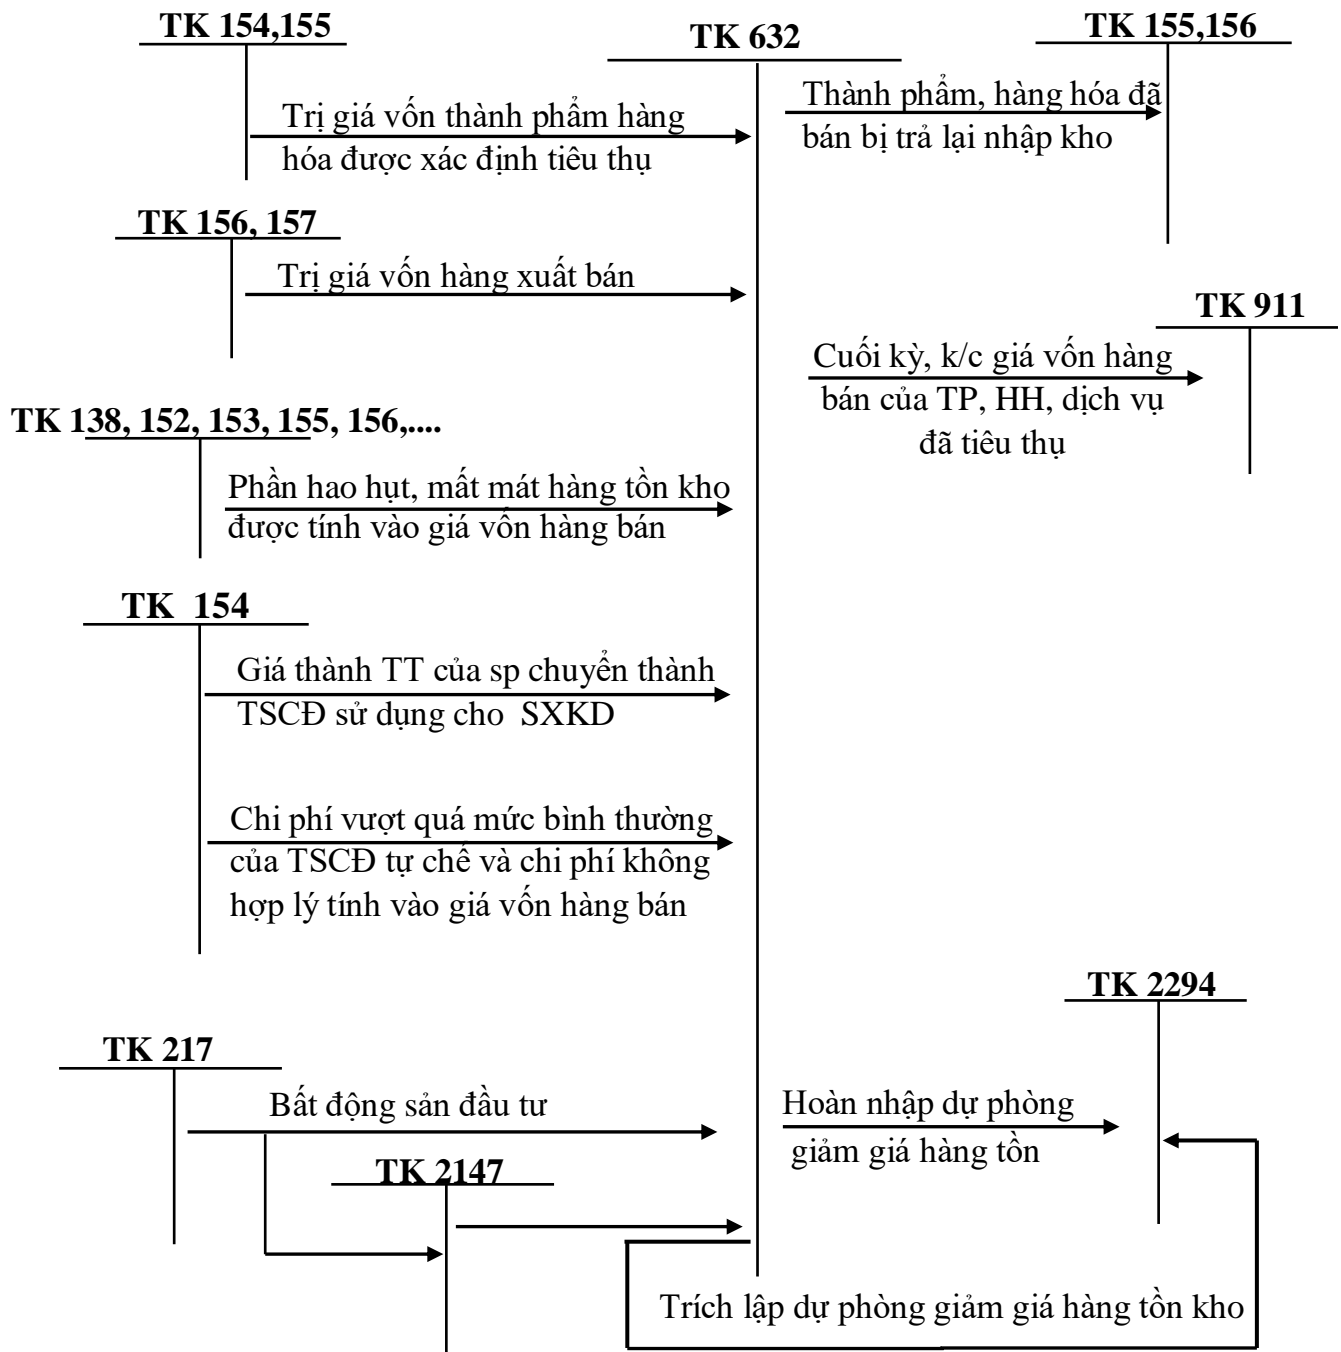 TK 154,155
TK 632
TK 155,156
Trị giá vốn thành phẩm hàng
hóa được xác định tiêu thụ
Thành phẩm, hàng hóa đã
bán bị trả lại nhập kho
TK 156, 157
Trị giá vốn hàng xuất bán
TK 911
Cuối kỳ, k/c giá vốn hàng
bán của TP, HH, dịch vụ
đã tiêu thụ
TK 138, 152, 153, 155, 156,....
Phần hao hụt, mất mát hàng tồn kho
được tính vào giá vốn hàng bán
TK 154
Giá thành TT của sp chuyển thành
TSCĐ sử dụng cho SXKD
Chi phí vượt quá mức bình thường
của TSCĐ tự chế và chi phí không
hợp lý tính vào giá vốn hàng bán
TK 2294
TK 217
Bất động sản đầu tư
Hoàn nhập dự phòng
giảm giá hàng tồn
TK 2147
Trích lập dự phòng giảm giá hàng tồn kho